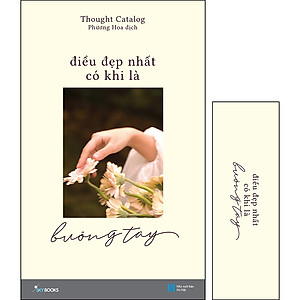 Thought Catalog
Phương Hoa dịch
điều đẹp nhất
có khi là
buông tay
SKYBOOKS
điều đẹp nhất
có khi là
buông tay